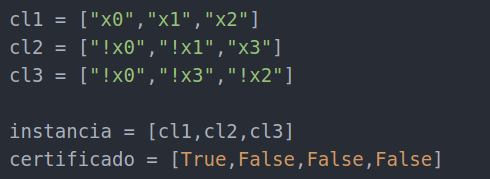 cl1 = ["x0","x1","x2"]
cl2 = ["!x0","!x1","x3"]
cl3 = ["!x0","!x3","!x2"]
instancia = [cl1,cl2,cl3]
certificado = [True,False,False,False]